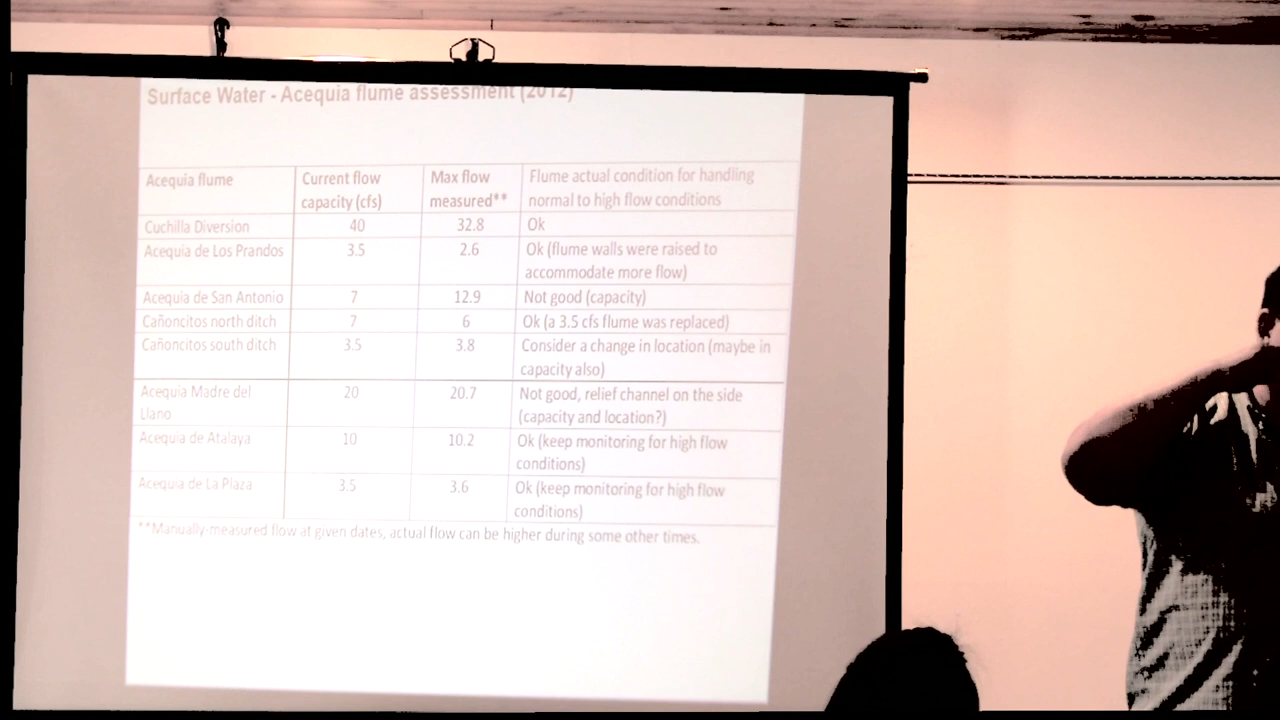 Surface Water - Acequia flume assessment (2012)
Acequia flume
Current flow
capacity (cfs)
Max flow
measured**
Flume actual condition for handling
normal to high flow conditions
Cuchilla Diversion 40 32.8 Ok
Acequia de Los Prandos 3.5 2.6 Ok (flume walls were raised to
accommodate more flow)
Acequia de San Antonio 7 12.9 Not good (capacity)
Cañoncitos north ditch 7 6 Ok (a 3.5 cfs flume was replaced)
Cañoncitos south ditch 3.5 3.8 Consider a change in location (maybe in
capacity also)
Acequia Madre del
Llano
20 20.7 Not good, relief channel on the side
(capacity and location?)
Acequia de Atalaya 10 10.2 Ok (keep monitoring for high flow
conditions)
Acequia de La Plaza 3.5 3.6 Ok (keep monitoring for high flow
conditions)
**Manually-measured flow at given dates, actual flow can be higher during some other times.